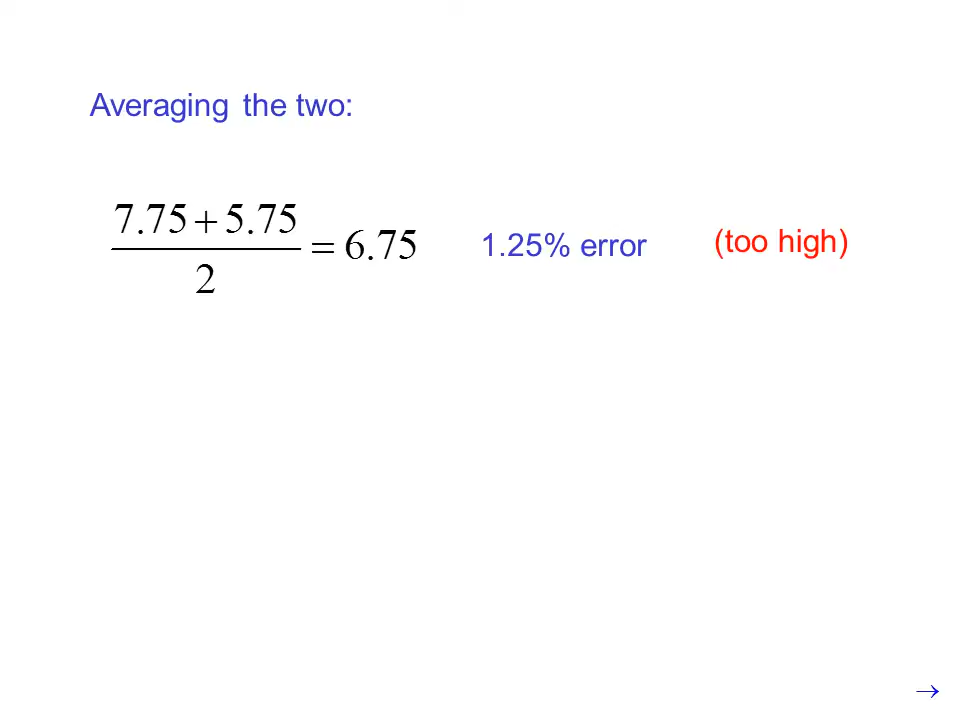 Averaging the two:
7.75 + 5.75
2
= 6.75
1.25% error
(too high)
→